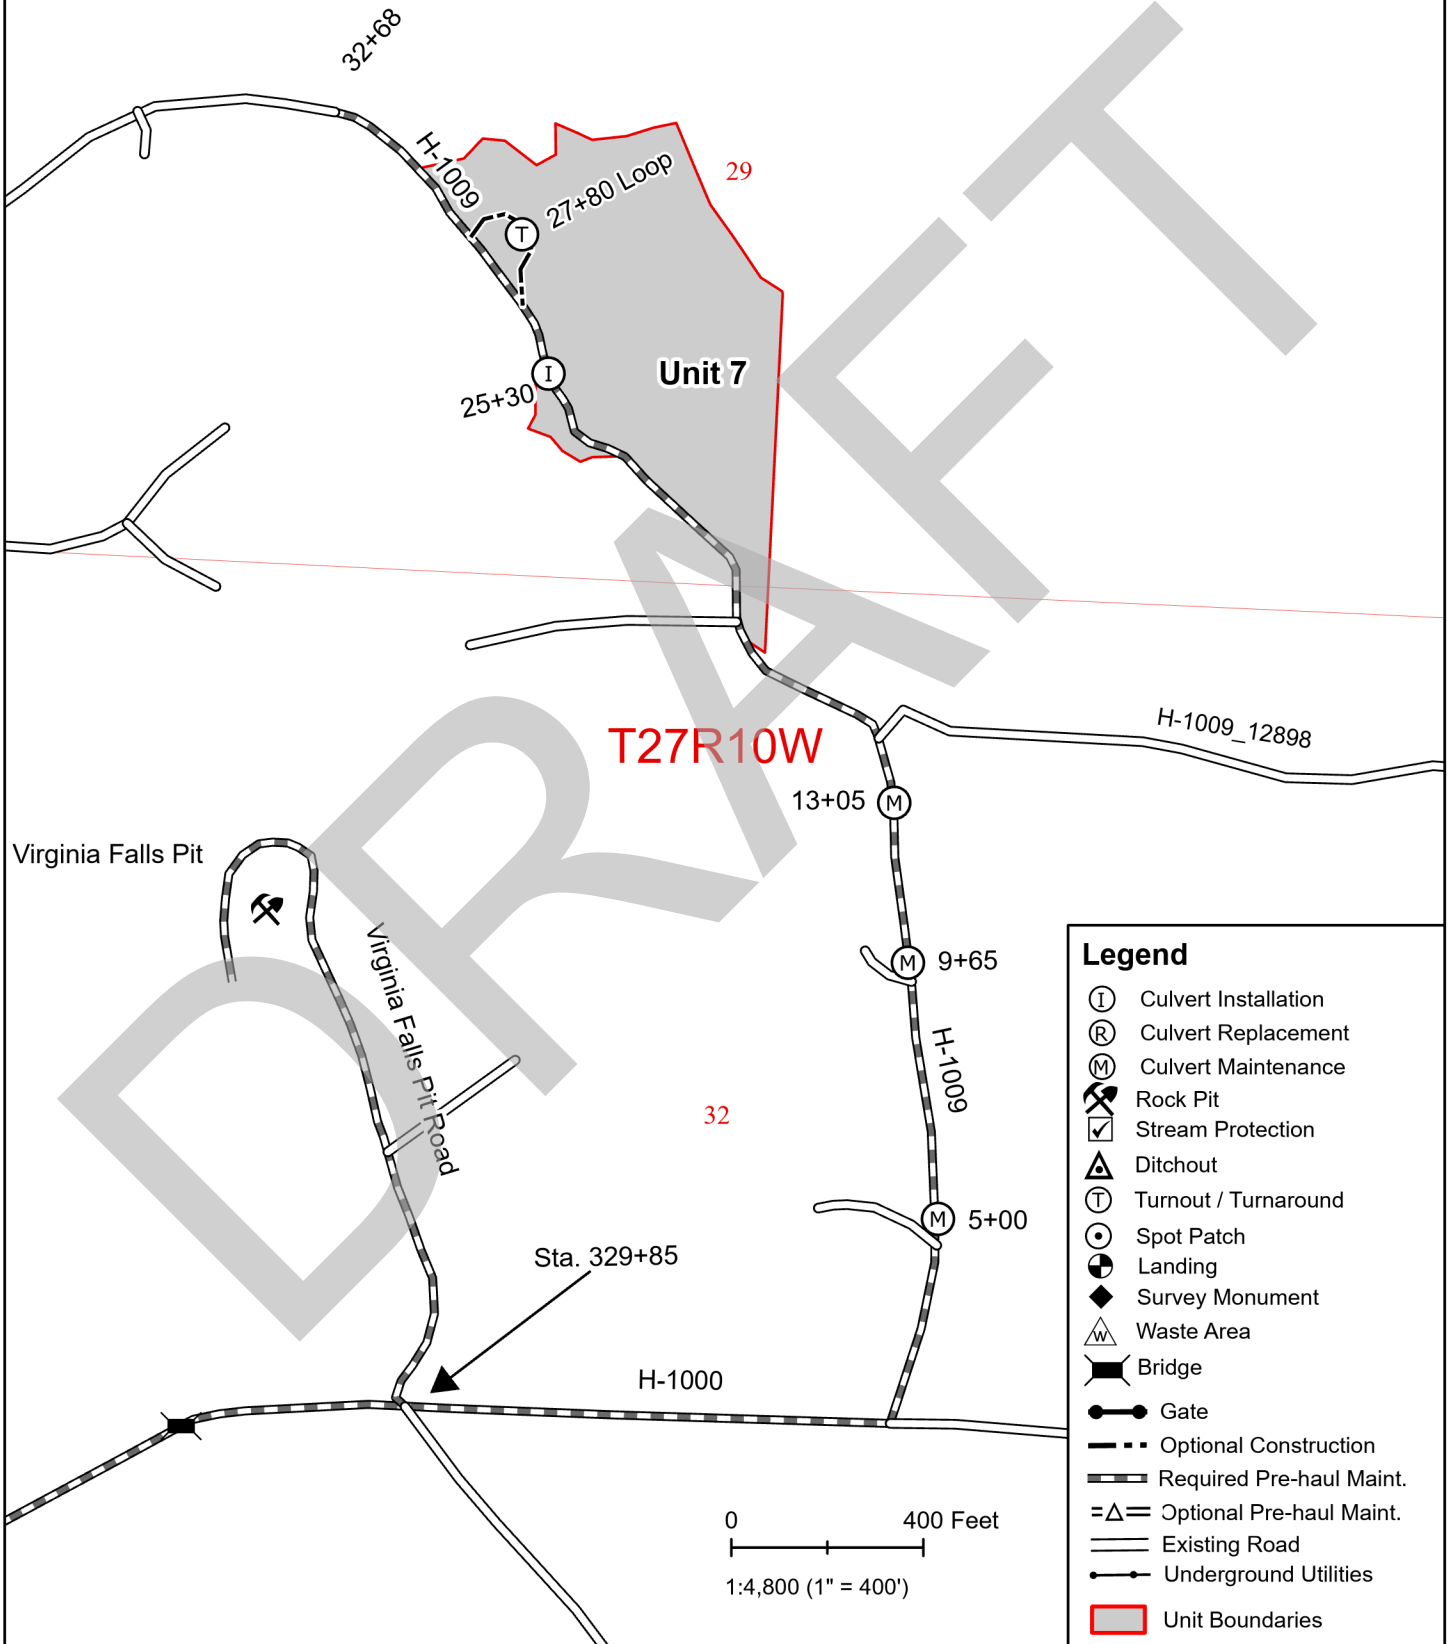 32+68
H-1009
29
27+80 Loop
T
Unit 7
I
25+30
T27R10W
H-1009_12898
13+05
M
Virginia Falls Pit
Virginia Falls Pit Road
M
9+65
H-1009
32
M
5+00
Sta. 329+85
H-1000
0 400 Feet
1:4,800 (1" = 400')
DRAFT
Legend
I Culvert Installation
R Culvert Replacement
M Culvert Maintenance
Rock Pit
Stream Protection
Ditchout
T Turnout / Turnaround
Spot Patch
Landing
Survey Monument
W Waste Area
Bridge
Gate
Optional Construction
Required Pre-haul Maint.
Optional Pre-haul Maint.
Existing Road
Underground Utilities
Unit Boundaries